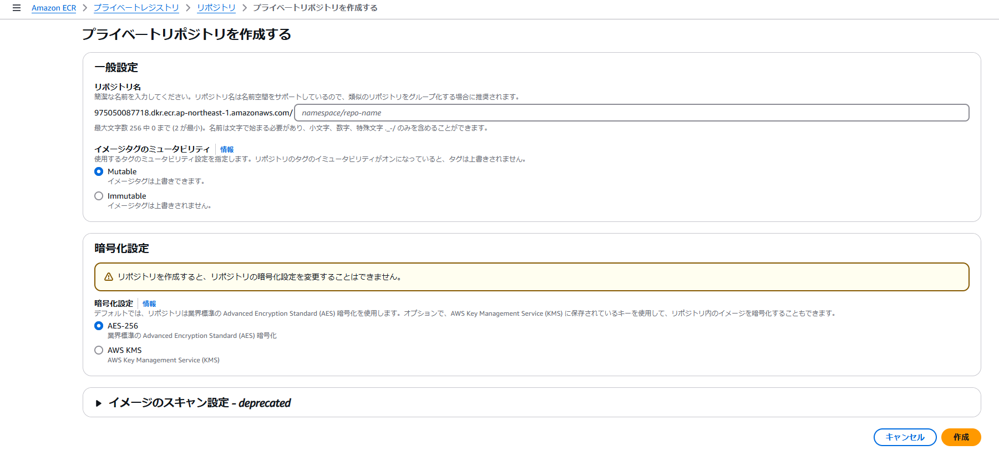 Amazon ECR > プライベートレジストリ > リポジトリ > プライベートリポジトリを作成する
プライベートリポジトリを作成する
一般設定
リポジトリ名
簡潔な名前を入力してください。リポジトリ名は名前空間をサポートしているので、類似のリポジトリをグループ化する場合に推奨されます。
975050087718.dkr.ecr.ap-northeast-1.amazonaws.com/ namespace/repo-name
最大文字数 256 中 0 まで (2 が最小)。名前は文字で始まる必要があり、小文字、数字、特殊文字 ._-/ のみを含めることができます。
イメージタグのミュータビリティ 情報
使用するタグのミュータビリティ設定を指定します。リポジトリのタグのイミュータビリティがオンになっていると、タグは上書きされません。
Mutable
イメージタグは上書きできます。
Immutable
イメージタグは上書きされません。
暗号化設定
リポジトリを作成すると、リポジトリの暗号化設定を変更することはできません。
暗号化設定 情報
デフォルトでは、リポジトリは業界標準の Advanced Encryption Standard (AES) 暗号化を使用します。オプションで、AWS Key Management Service (KMS) に保存されているキーを使用して、リポジトリ内のイメージを暗号化することもできます。
AES-256
業界標準の Advanced Encryption Standard (AES) 暗号化
AWS KMS
AWS Key Management Service (KMS)
イメージのスキャン設定 - deprecated
キャンセル 作成